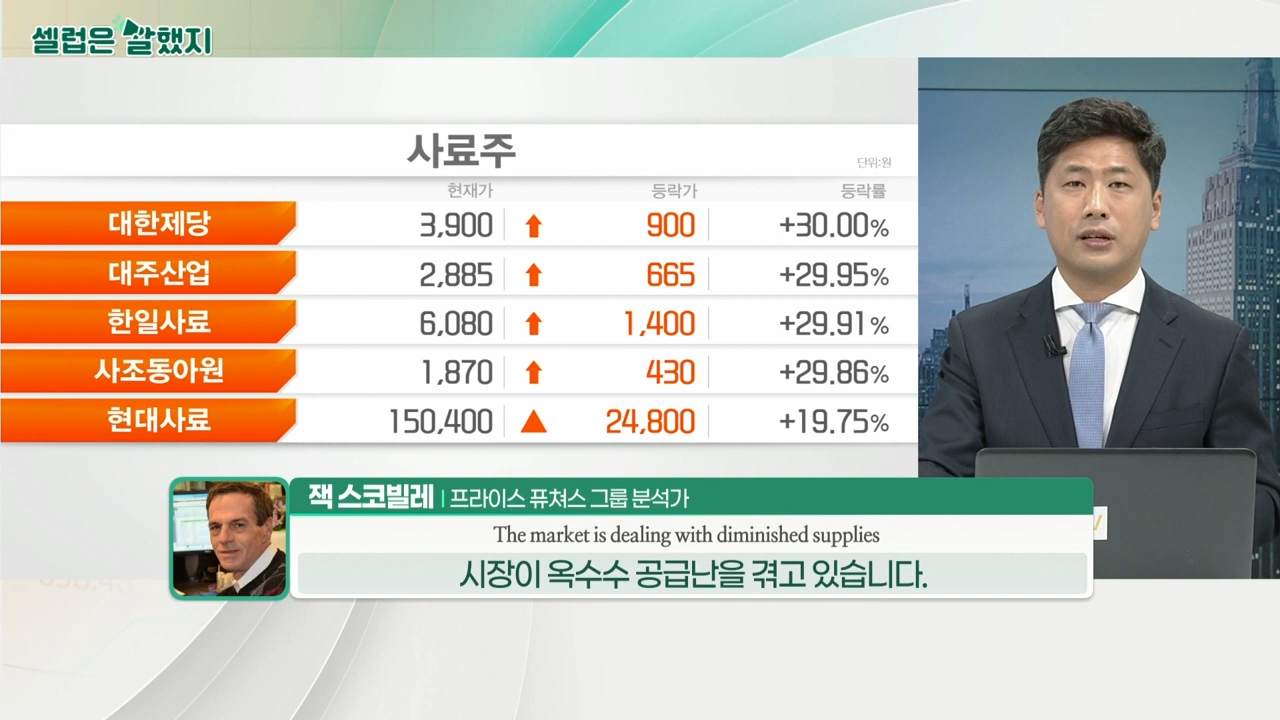 셀럽은 말했지
사료주
단위:원
현재가 등락가 등락률
대한제당 3,900 900 +30.00%
대주산업 2,885 665 +29.95%
한일사료 6,080 1,400 +29.91%
사조동아원 1,870 430 +29.86%
현대사료 150,400 24,800 +19.75%
잭 스코빌레 | 프라이스 퓨쳐스 그룹 분석가
The market is dealing with diminished supplies
시장이 옥수수 공급난을 겪고 있습니다.